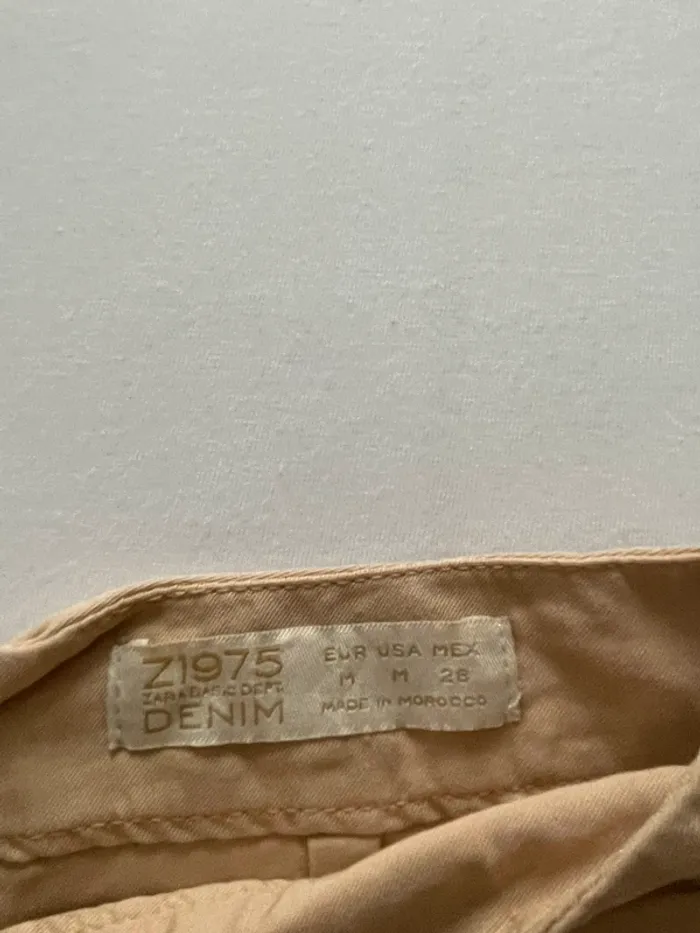 Z1975
ZARA BASIC DEPT.
DENIM
EUR USA MEX
M M 28
MADE IN MOROCCO